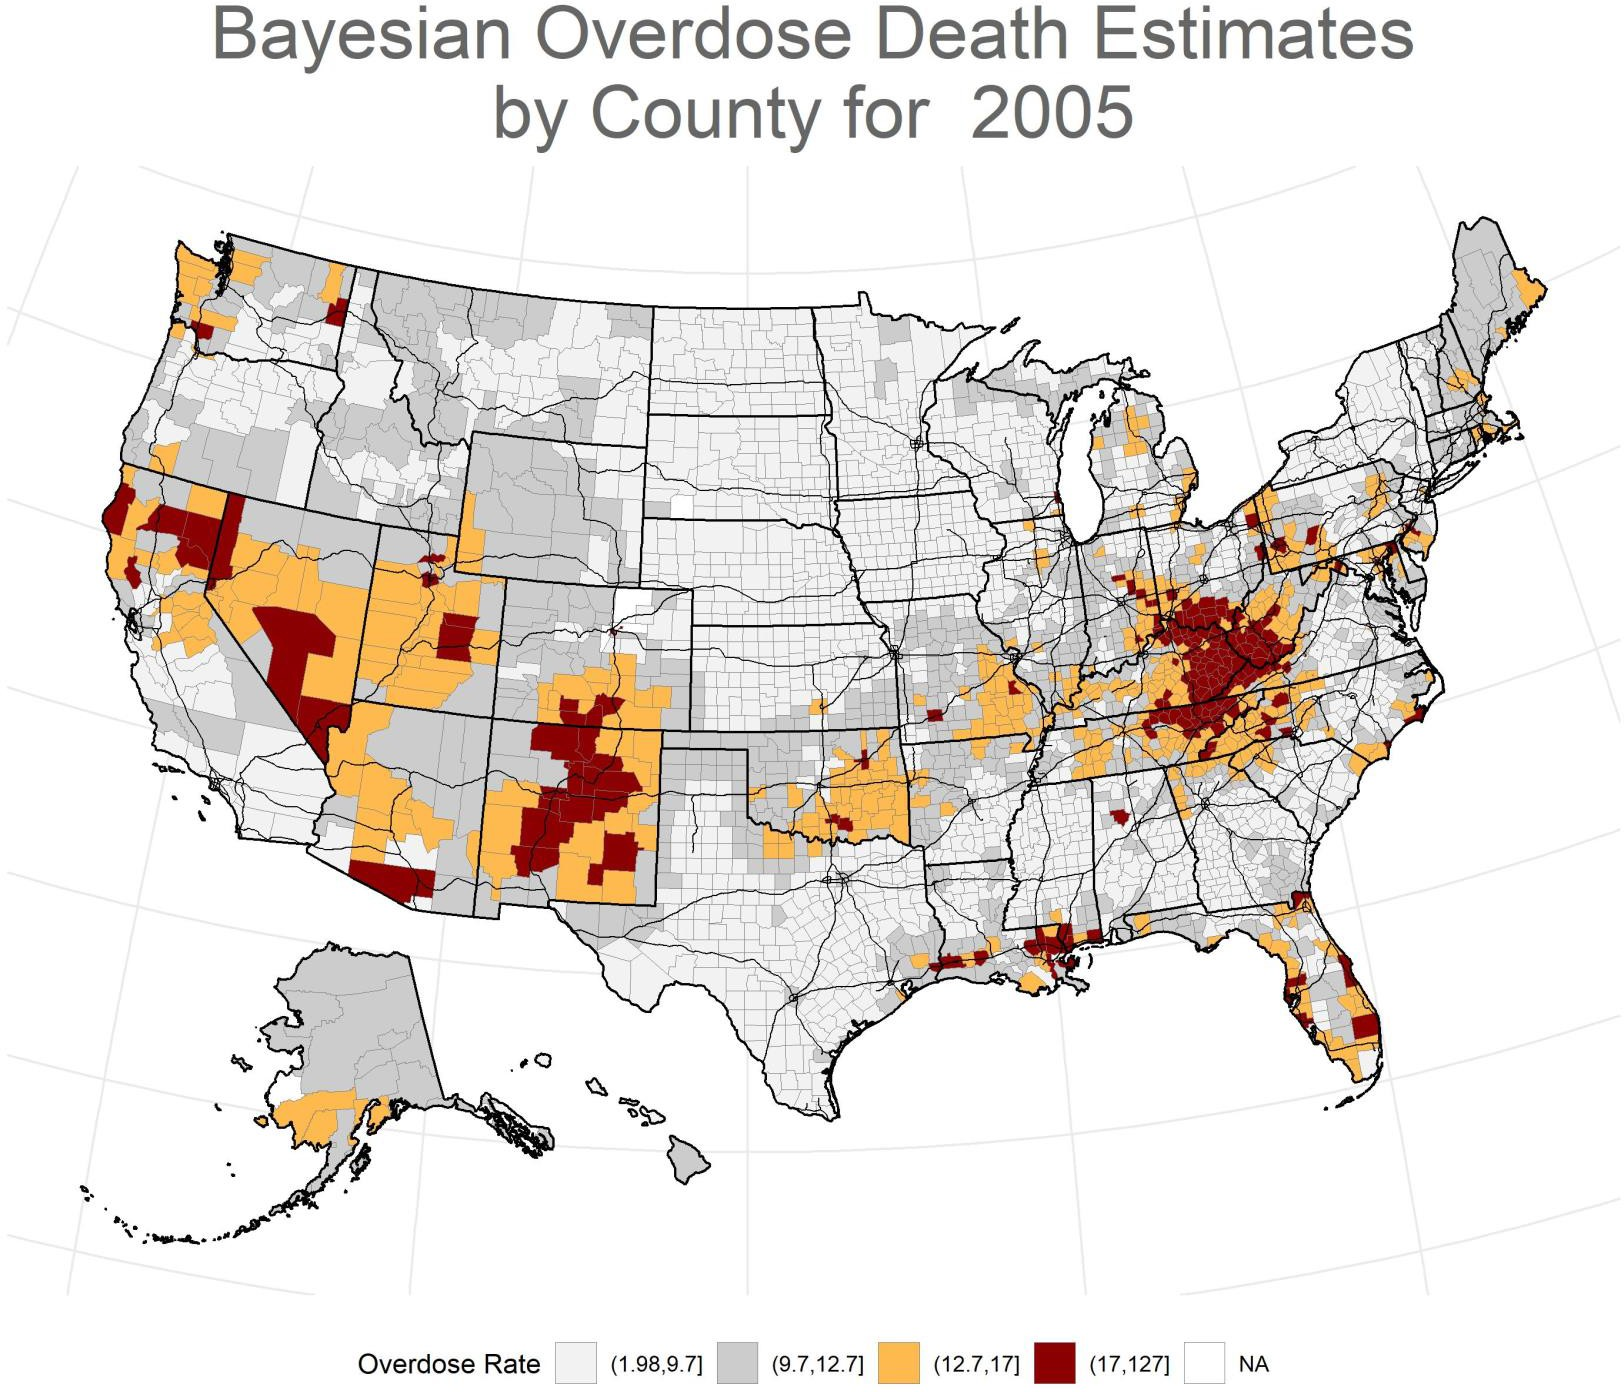 Bayesian Overdose Death Estimates
by County for 2005
Overdose Rate (1.98,9.7] (9.7,12.7] (12.7,17] (17,127] NA